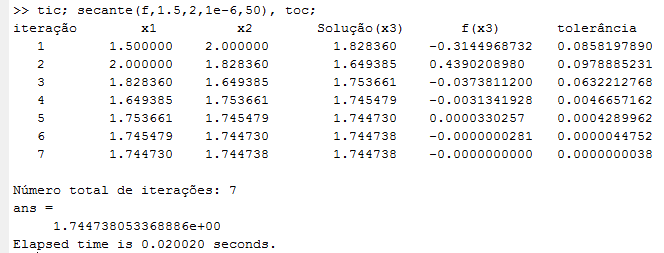 >> tic; secante(f,1.5,2,1e-6,50), toc;
iteração x1 x2 Solução(x3) f(x3) tolerância
1 1.500000 2.000000 1.828360 -0.3144968732 0.0858197890
2 2.000000 1.828360 1.649385 0.4390208980 0.0978885231
3 1.828360 1.649385 1.753661 -0.0373811200 0.0632212768
4 1.649385 1.753661 1.745479 -0.0031341928 0.0046657162
5 1.753661 1.745479 1.744730 0.0000330257 0.0004289962
6 1.745479 1.744730 1.744738 -0.0000000281 0.0000044752
7 1.744730 1.744738 1.744738 -0.0000000000 0.0000000038
Número total de iterações: 7
ans =
1.744738053368886e+00
Elapsed time is 0.020020 seconds.